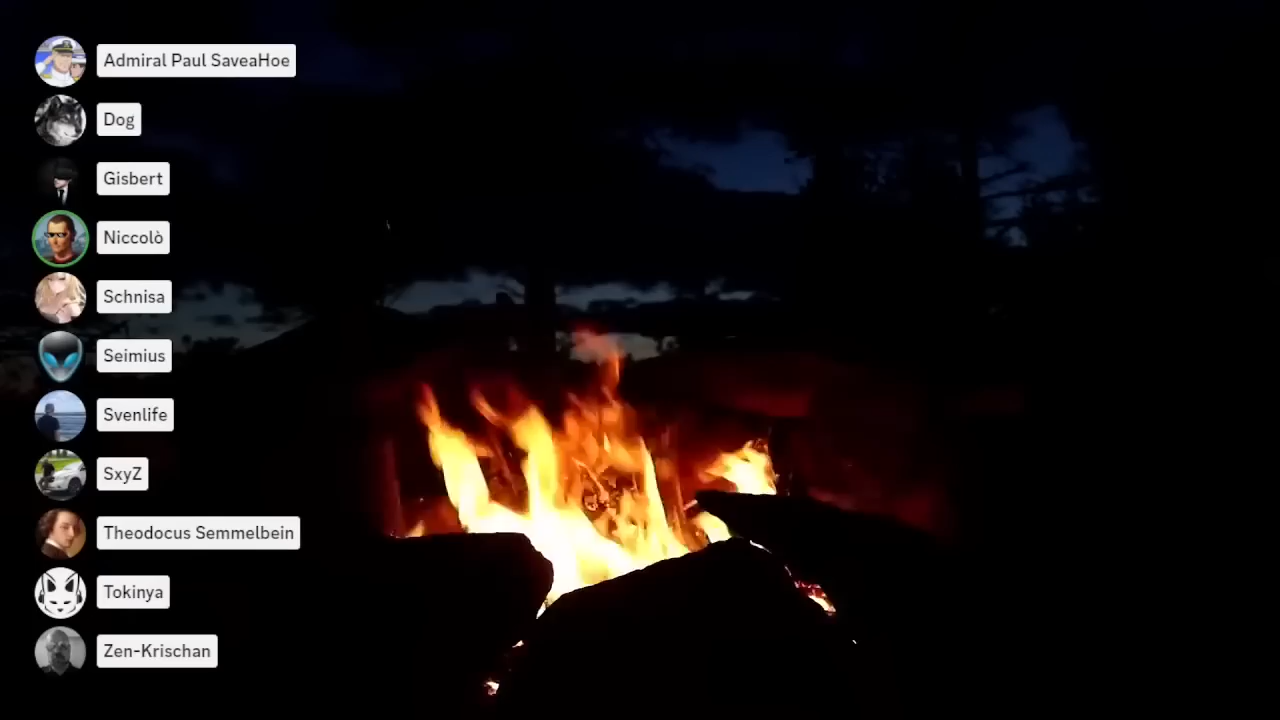 Admiral Paul SaveaHoe
Dog
Gisbert
Niccolò
Schnisa
Seimius
Svenlife
SxyZ
Theodocus Semmelbein
Tokinya
Zen-Krischan